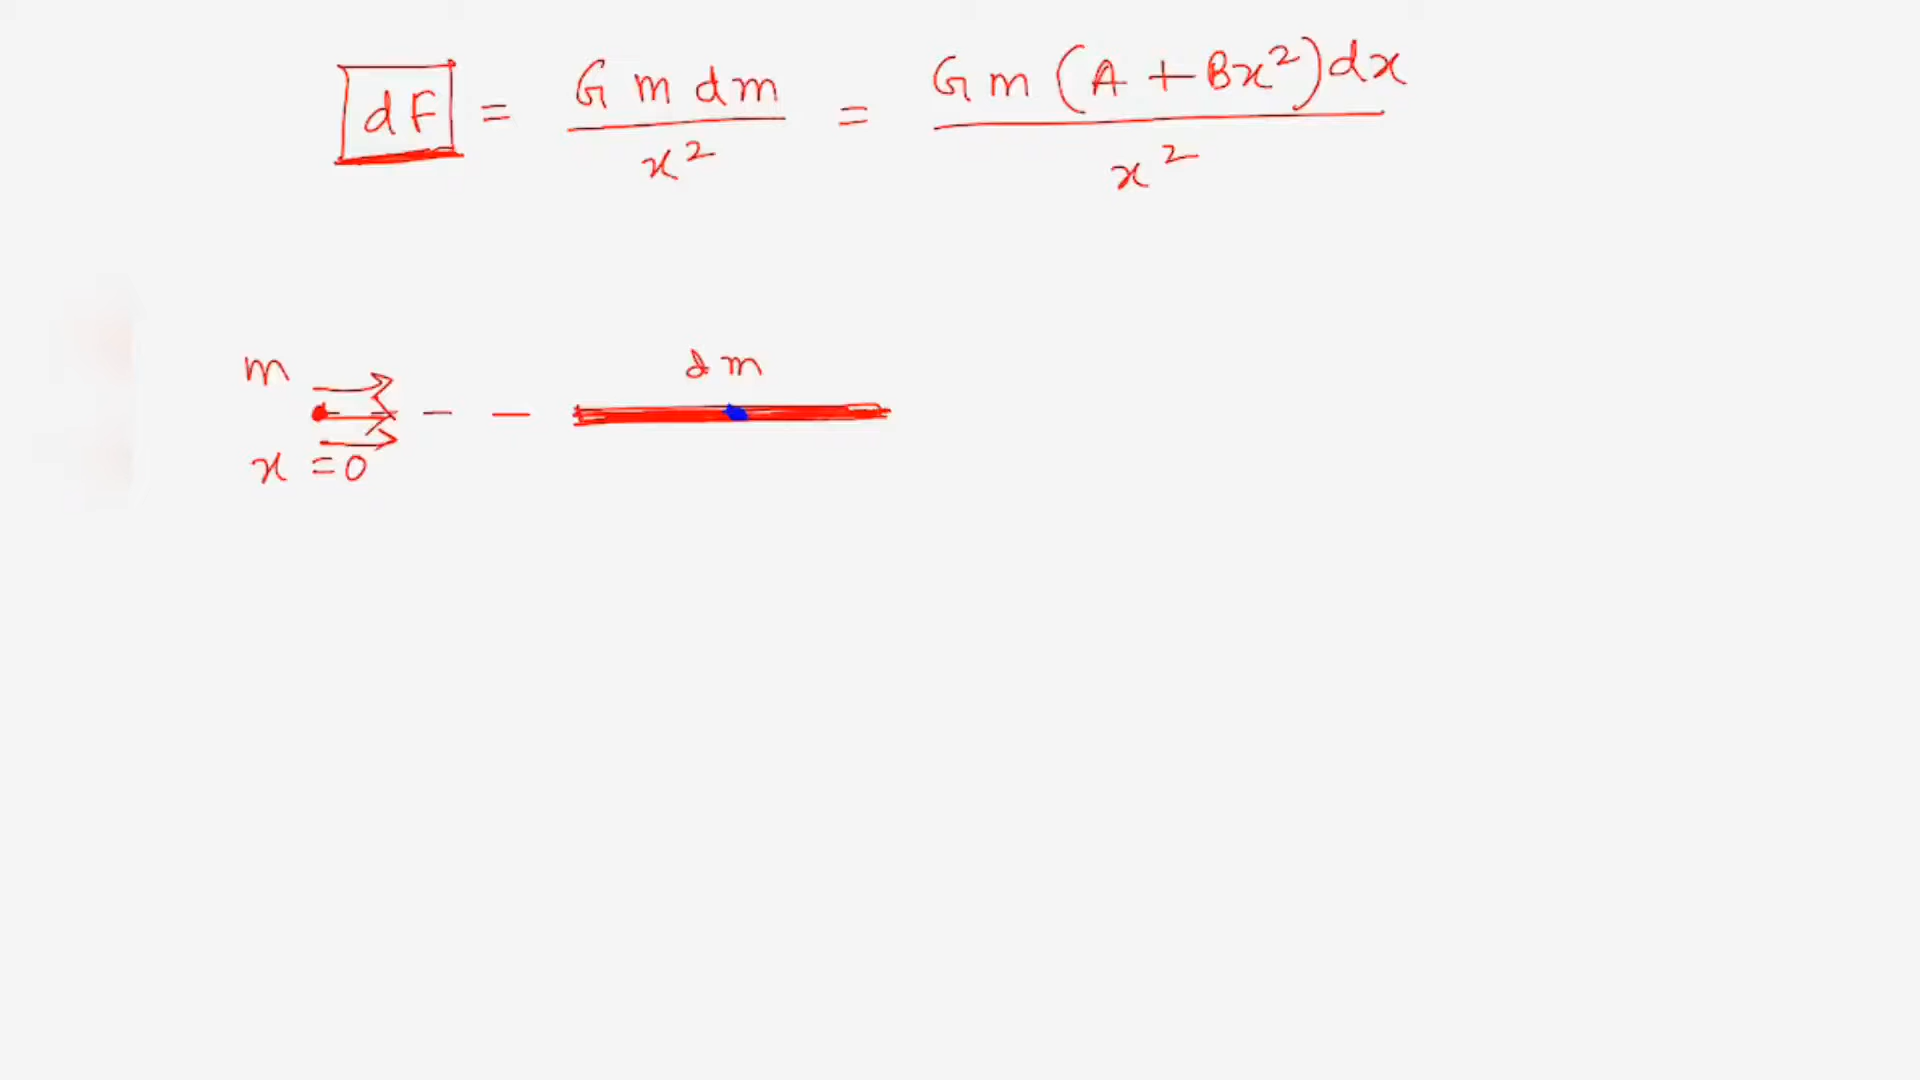 dF = G m dm / x² = G m (A + Bx²) dx / x²
dm
m
x = 0